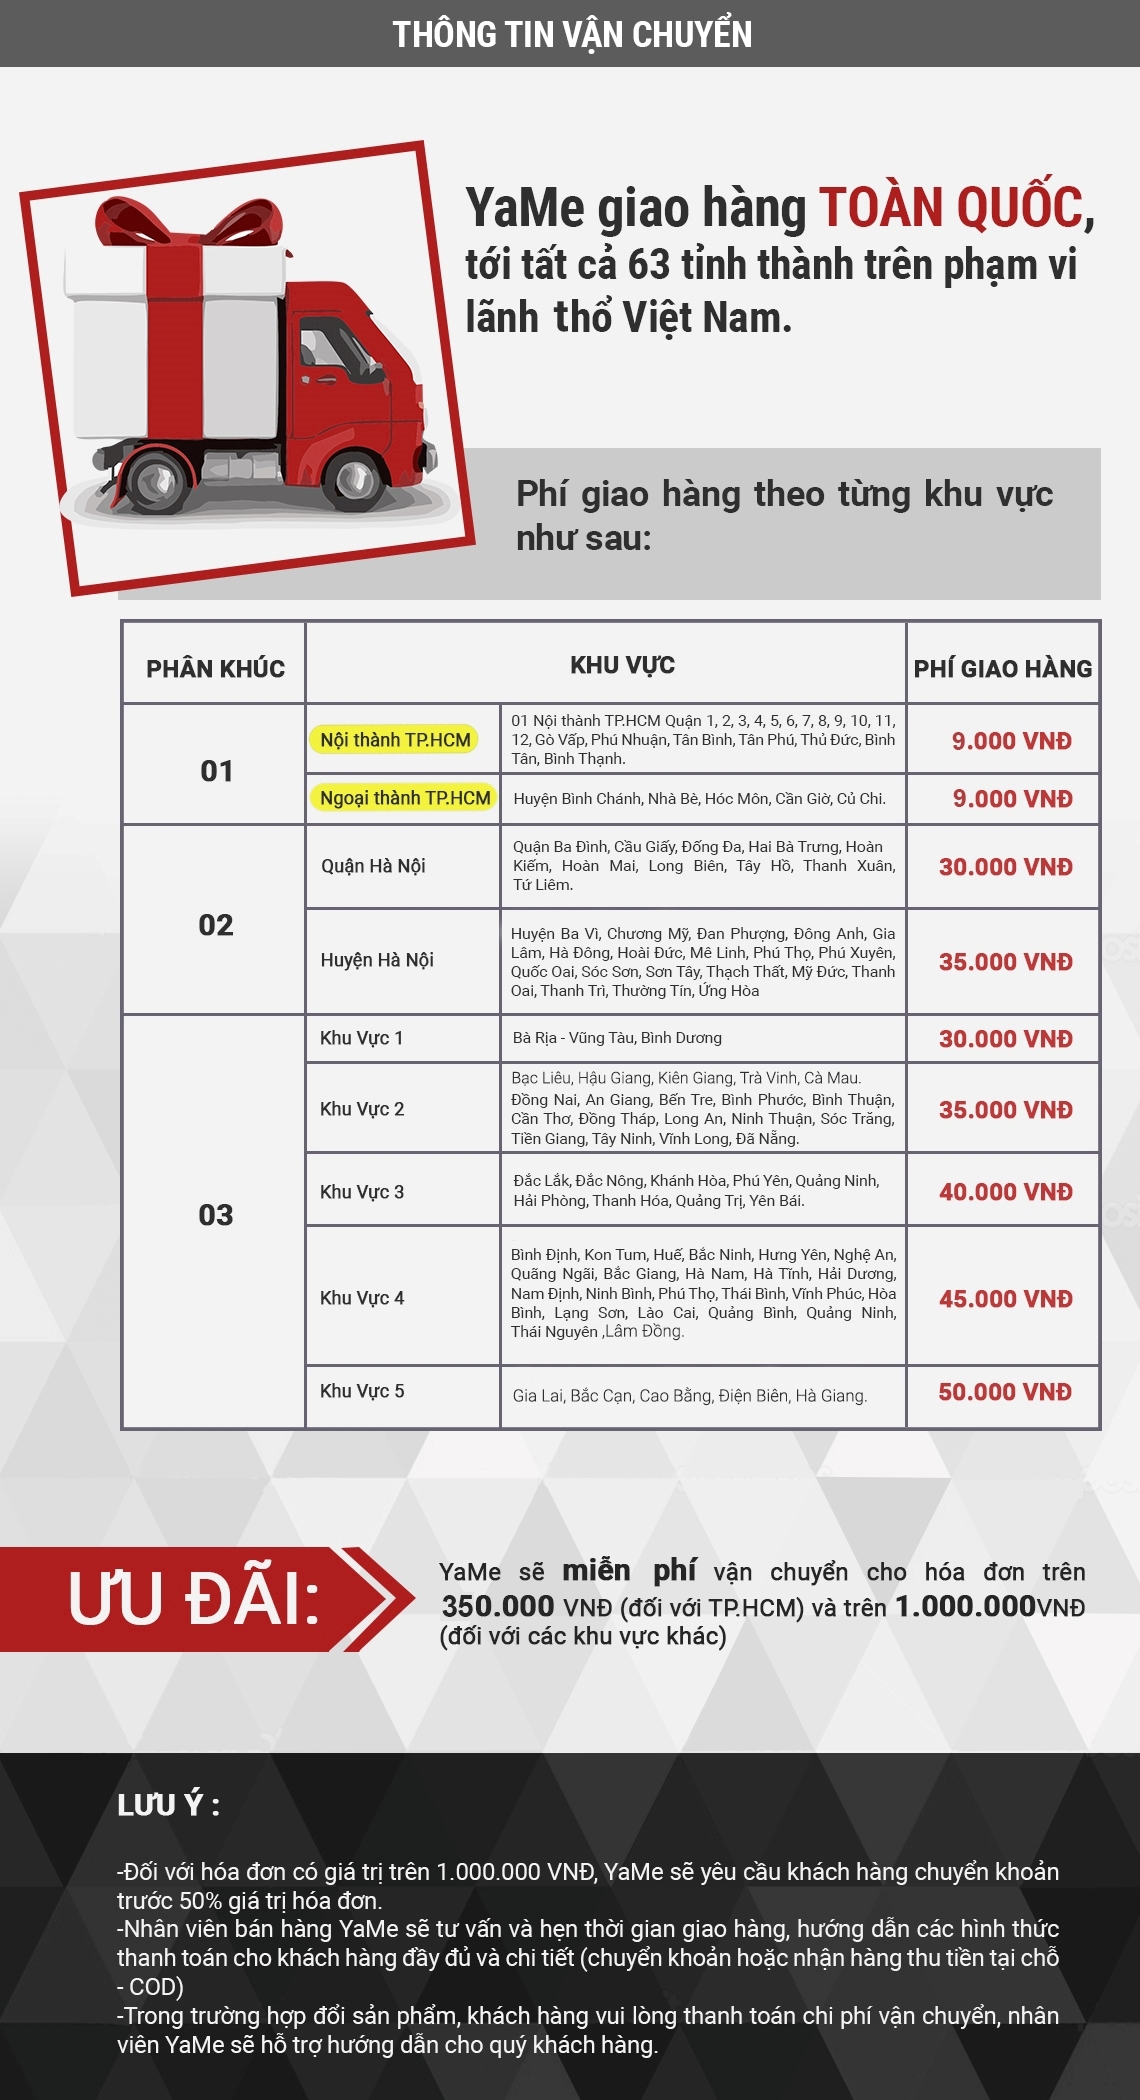 THÔNG TIN VẬN CHUYỂN
YaMe giao hàng TOÀN QUỐC,
tới tất cả 63 tỉnh thành trên phạm vi
lãnh thổ Việt Nam.
Phí giao hàng theo từng khu vực
như sau:
PHÂN KHÚC
KHU VỰC
PHÍ GIAO HÀNG
01
Nội thành TP.HCM
01 Nội thành TP.HCM Quận 1, 2, 3, 4, 5, 6, 7, 8, 9, 10, 11,
12, Gò Vấp, Phú Nhuận, Tân Bình, Tân Phú, Thủ Đức, Bình
Tân, Bình Thạnh.
9.000 VNĐ
Ngoại thành TP.HCM
Huyện Bình Chánh, Nhà Bè, Hóc Môn, Cần Giờ, Củ Chi.
9.000 VNĐ
02
Quận Hà Nội
Quận Ba Đình, Cầu Giấy, Đống Đa, Hai Bà Trưng, Hoàn
Kiếm, Hoàn Mai, Long Biên, Tây Hồ, Thanh Xuân,
Tứ Liêm.
30.000 VNĐ
Huyện Hà Nội
Huyện Ba Vì, Chương Mỹ, Đan Phượng, Đông Anh, Gia
Lâm, Hà Đông, Hoài Đức, Mê Linh, Phú Thọ, Phú Xuyên,
Quốc Oai, Sóc Sơn, Sơn Tây, Thạch Thất, Mỹ Đức, Thanh
Oai, Thanh Trì, Thường Tín, Ứng Hòa
35.000 VNĐ
03
Khu Vực 1
Bà Rịa - Vũng Tàu, Bình Dương
30.000 VNĐ
Khu Vực 2
Bạc Liêu, Hậu Giang, Kiên Giang, Trà Vinh, Cà Mau.
Đồng Nai, An Giang, Bến Tre, Bình Phước, Bình Thuận,
Cần Thơ, Đồng Tháp, Long An, Ninh Thuận, Sóc Trăng,
Tiền Giang, Tây Ninh, Vĩnh Long, Đã Nẵng.
35.000 VNĐ
Khu Vực 3
Đắc Lắk, Đắc Nông, Khánh Hòa, Phú Yên, Quảng Ninh,
Hải Phòng, Thanh Hóa, Quảng Trị, Yên Bái.
40.000 VNĐ
Khu Vực 4
Bình Định, Kon Tum, Huế, Bắc Ninh, Hưng Yên, Nghệ An,
Quãng Ngãi, Bắc Giang, Hà Nam, Hà Tĩnh, Hải Dương,
Nam Định, Ninh Bình, Phú Thọ, Thái Bình, Vĩnh Phúc, Hòa
Bình, Lạng Sơn, Lào Cai, Quảng Bình, Quảng Ninh,
Thái Nguyên ,Lâm Đồng.
45.000 VNĐ
Khu Vực 5
Gia Lai, Bắc Cạn, Cao Bằng, Điện Biên, Hà Giang.
50.000 VNĐ
ƯU ĐÃI:
YaMe sẽ miễn phí vận chuyển cho hóa đơn trên
350.000 VNĐ (đối với TP.HCM) và trên 1.000.000VNĐ
(đối với các khu vực khác)
LƯU Ý :
-Đối với hóa đơn có giá trị trên 1.000.000 VNĐ, YaMe sẽ yêu cầu khách hàng chuyển khoản
trước 50% giá trị hóa đơn.
-Nhân viên bán hàng YaMe sẽ tư vấn và hẹn thời gian giao hàng, hướng dẫn các hình thức
thanh toán cho khách hàng đầy đủ và chi tiết (chuyển khoản hoặc nhận hàng thu tiền tại chỗ
- COD)
-Trong trường hợp đổi sản phẩm, khách hàng vui lòng thanh toán chi phí vận chuyển, nhân
viên YaMe sẽ hỗ trợ hướng dẫn cho quý khách hàng.